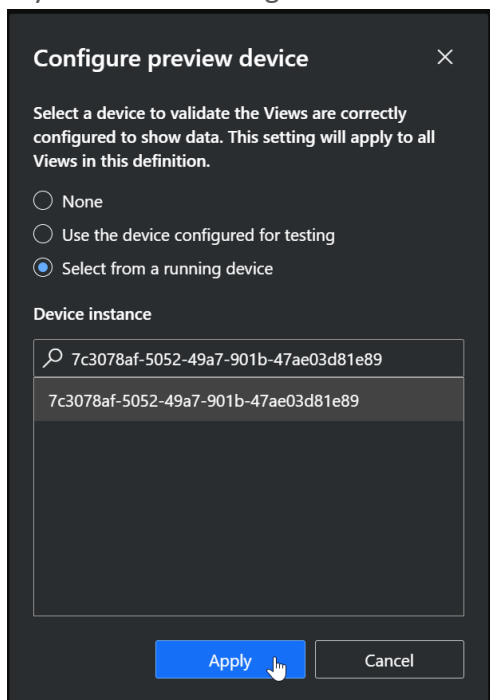 Configure preview device
Select a device to validate the Views are correctly
configured to show data. This setting will apply to all
Views in this definition.
None
Use the device configured for testing
Select from a running device
Device instance
7c3078af-5052-49a7-901b-47ae03d81e89
7c3078af-5052-49a7-901b-47ae03d81e89
Apply
Cancel